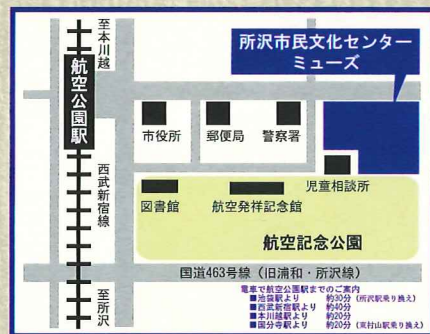 至本川越
航空公園駅
西武新宿線
至所沢
所沢市民文化センター
ミューズ
市役所
郵便局
警察署
児童相談所
図書館
航空発祥記念館
航空記念公園
国道463号線（旧浦和・所沢線）
電車で航空公園駅までのご案内
■池袋駅より 約30分（所沢駅乗り換え）
■西武新宿駅より 約40分
■本川越駅より 約20分
■国分寺駅より 約20分（東村山駅乗り換え）